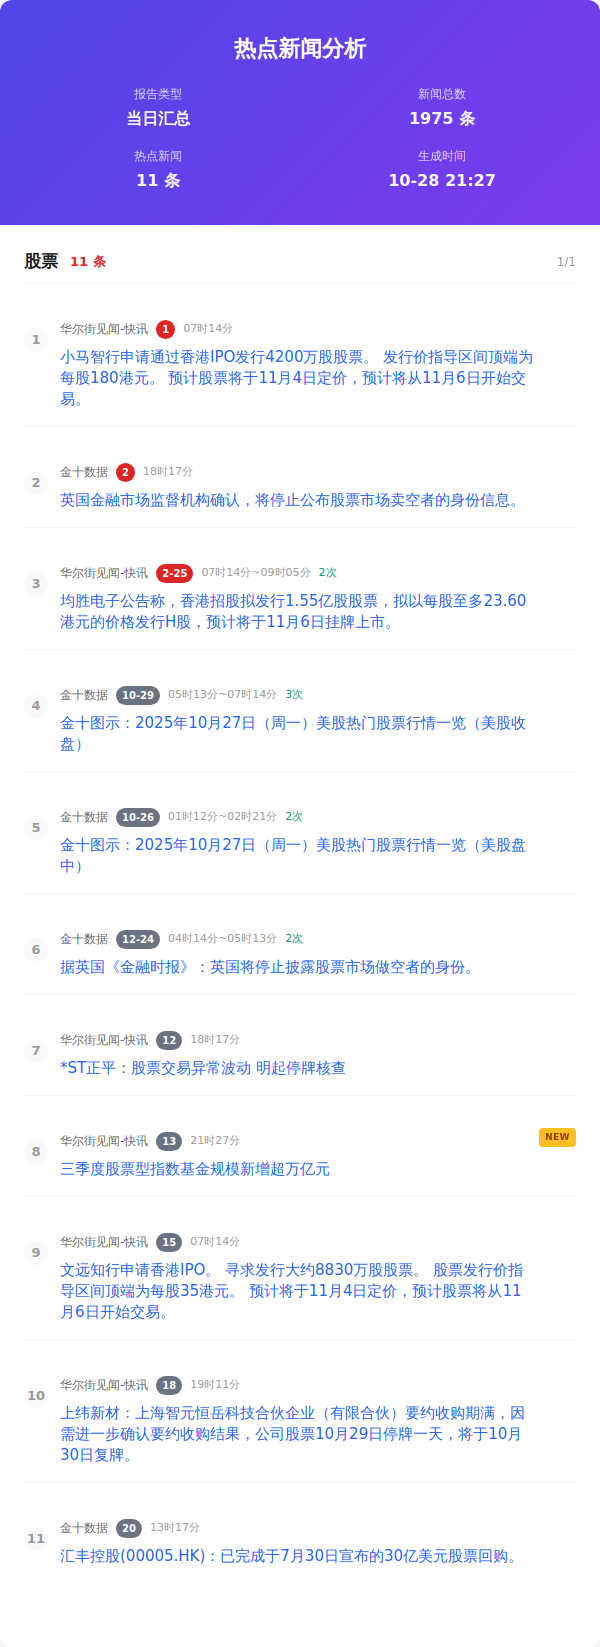 热点新闻分析
报告类型
新闻总数
当日汇总
1975 条
热点新闻
生成时间
11 条
10-28 21:27
股票 11 条 1/1
1
华尔街见闻-快讯 1 07时14分
小马智行申请通过香港IPO发行4200万股股票。 发行价指导区间顶端为
每股180港元。 预计股票将于11月4日定价，预计将从11月6日开始交
易。
2
金十数据 2 18时17分
英国金融市场监督机构确认，将停止公布股票市场卖空者的身份信息。
3
华尔街见闻-快讯 2-25 07时14分~09时05分 2次
均胜电子公告称，香港招股拟发行1.55亿股股票，拟以每股至多23.60
港元的价格发行H股，预计将于11月6日挂牌上市。
4
金十数据 10-29 05时13分~07时14分 3次
金十图示：2025年10月27日（周一）美股热门股票行情一览（美股收
盘）
5
金十数据 10-26 01时12分~02时21分 2次
金十图示：2025年10月27日（周一）美股热门股票行情一览（美股盘
中）
6
金十数据 12-24 04时14分~05时13分 2次
据英国《金融时报》：英国将停止披露股票市场做空者的身份。
7
华尔街见闻-快讯 12 18时17分
*ST正平：股票交易异常波动 明起停牌核查
8
华尔街见闻-快讯 13 21时27分 NEW
三季度股票型指数基金规模新增超万亿元
9
华尔街见闻-快讯 15 07时14分
文远知行申请香港IPO。 寻求发行大约8830万股股票。 股票发行价指
导区间顶端为每股35港元。 预计将于11月4日定价，预计股票将从11
月6日开始交易。
10
华尔街见闻-快讯 18 19时11分
上纬新材：上海智元恒岳科技合伙企业（有限合伙）要约收购期满，因
需进一步确认要约收购结果，公司股票10月29日停牌一天，将于10月
30日复牌。
11
金十数据 20 13时17分
汇丰控股(00005.HK)：已完成于7月30日宣布的30亿美元股票回购。